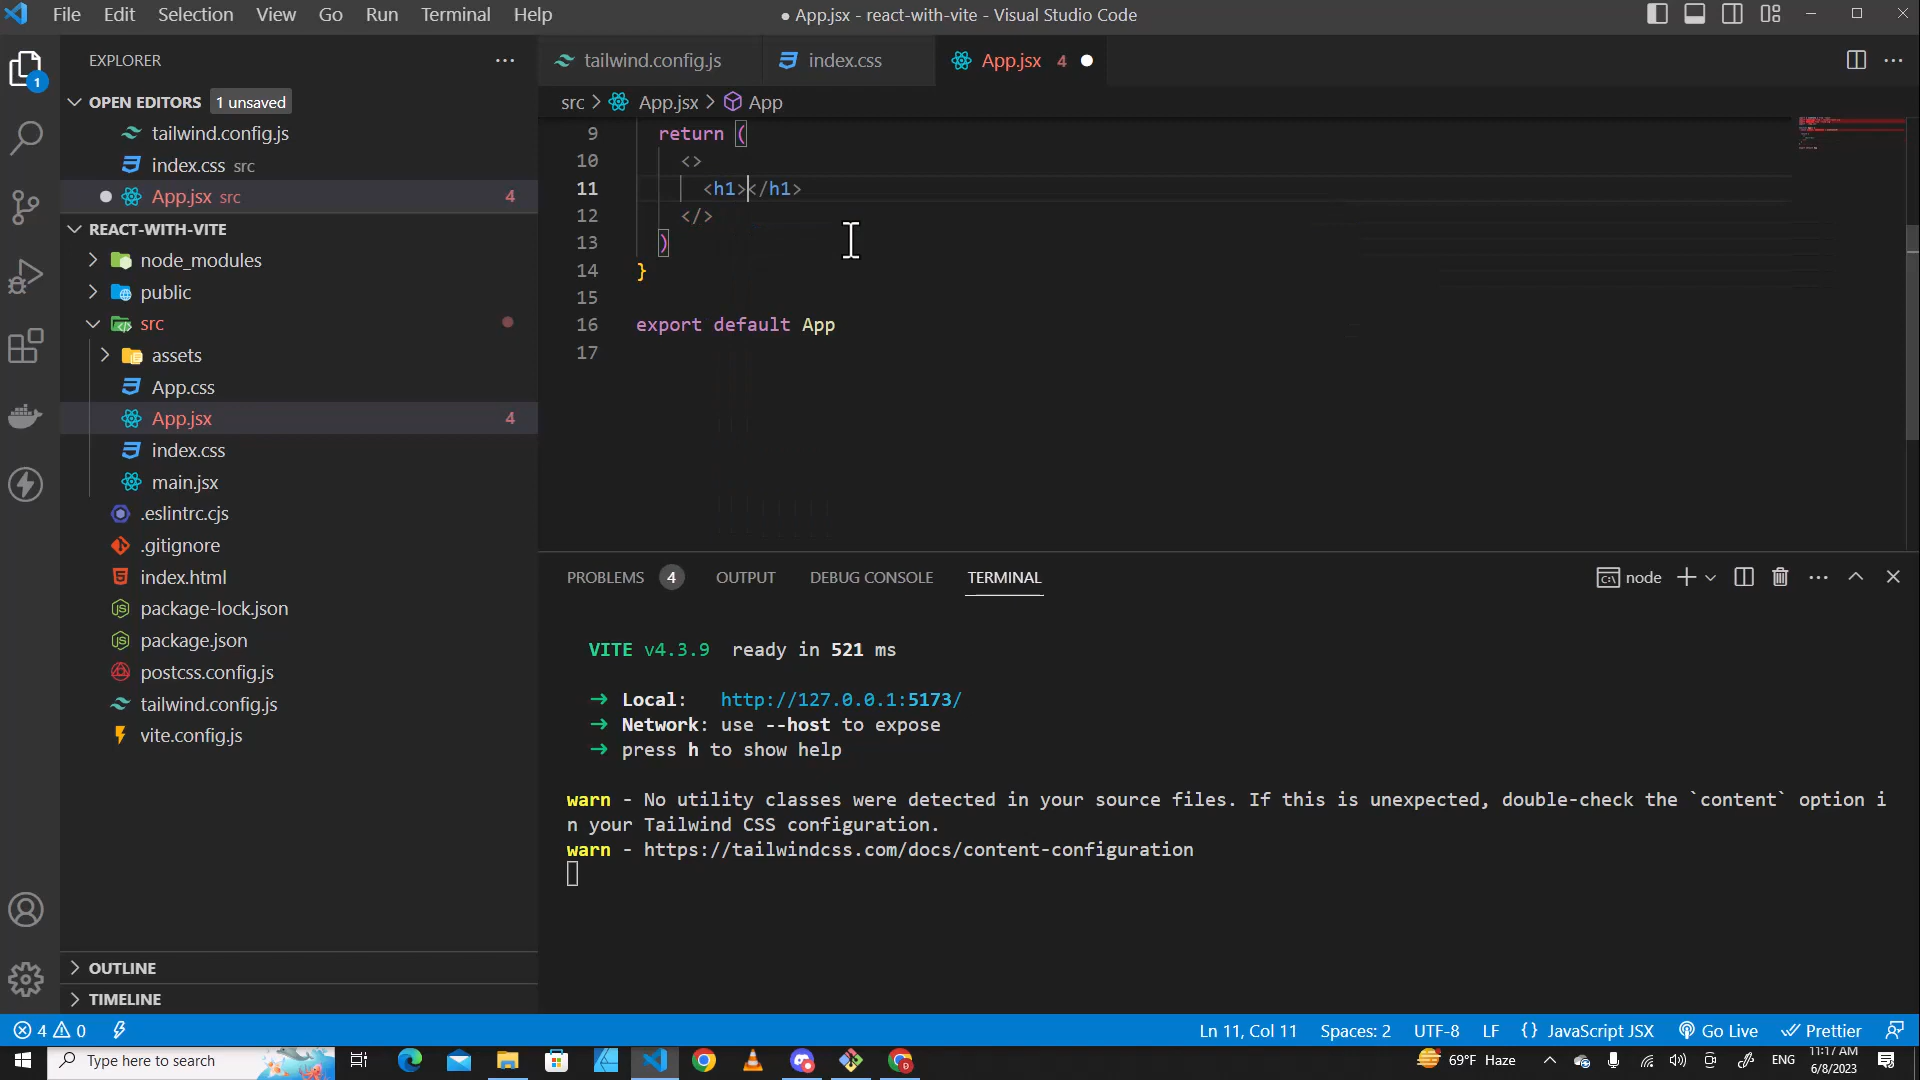 File Edit Selection View Go Run Terminal Help
● App.jsx - react-with-vite - Visual Studio Code
EXPLORER
1
OPEN EDITORS 1 unsaved
tailwind.config.js
index.css src
App.jsx src 4
REACT-WITH-VITE
node_modules
public
src
assets
App.css
App.jsx 4
index.css
main.jsx
.eslintrc.cjs
.gitignore
index.html
package-lock.json
package.json
postcss.config.js
tailwind.config.js
vite.config.js
OUTLINE
TIMELINE
tailwind.config.js index.css App.jsx 4
src > App.jsx > App
9 return (
10 <>
11 <h1></h1>
12 </>
13 )
14 }
15
16 export default App
17
PROBLEMS 4 OUTPUT DEBUG CONSOLE TERMINAL
node
VITE v4.3.9 ready in 521 ms
➜ Local: http://127.0.0.1:5173/
➜ Network: use --host to expose
➜ press h to show help
warn - No utility classes were detected in your source files. If this is unexpected, double-check the `content` option i
n your Tailwind CSS configuration.
warn - https://tailwindcss.com/docs/content-configuration
4 0
Ln 11, Col 11 Spaces: 2 UTF-8 LF {} JavaScript JSX Go Live Prettier
Type here to search
69°F Haze
ENG
11:17 AM
6/8/2023